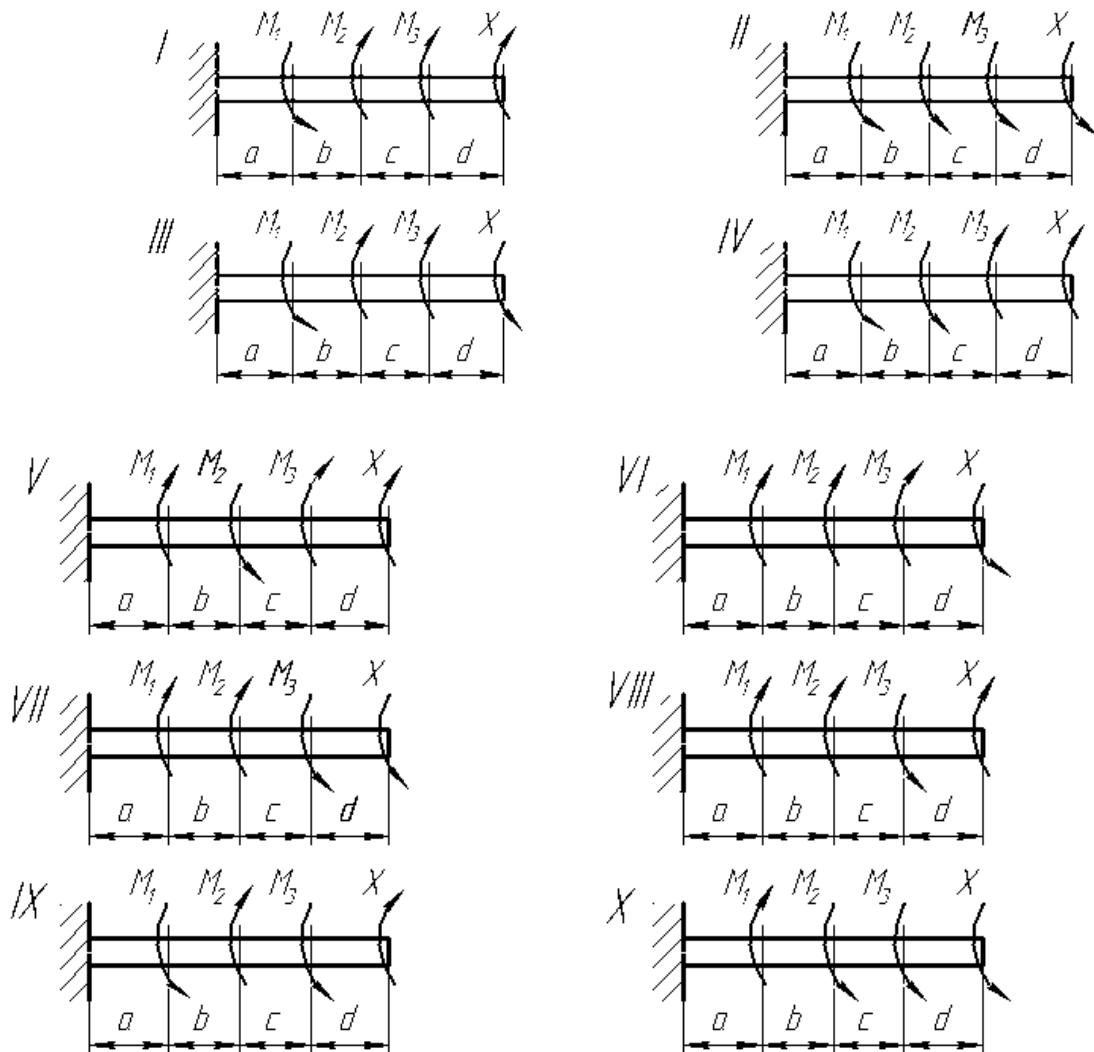 I M₁ M₂ M₃ X
a b c d
II M₁ M₂ M₃ X
a b c d
III M₁ M₂ M₃ X
a b c d
IV M₁ M₂ M₃ X
a b c d
V M₁ M₂ M₃ X
a b c d
VI M₁ M₂ M₃ X
a b c d
VII M₁ M₂ M₃ X
a b c d
VIII M₁ M₂ M₃ X
a b c d
IX M₁ M₂ M₃ X
a b c d
X M₁ M₂ M₃ X
a b c d